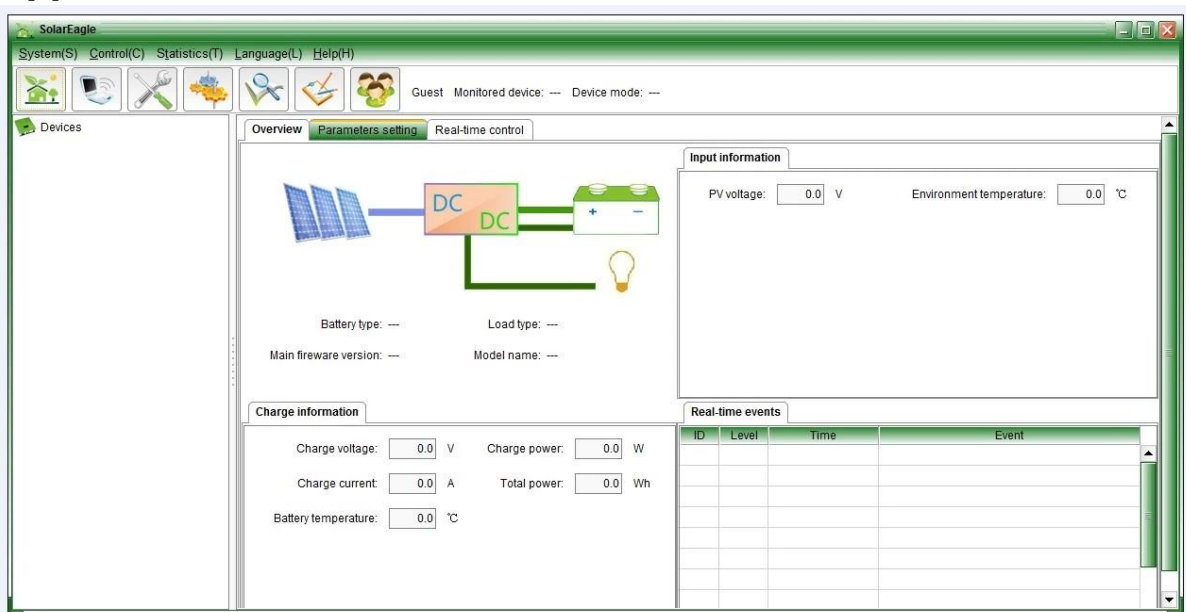 SolarEagle
System(S) Control(C) Statistics(T) Language(L) Help(H)
Guest Monitored device: --- Device mode: ---
Devices
Overview Parameters setting Real-time control
DC
DC
+ −
Battery type: --- Load type: ---
Main fireware version: --- Model name: ---
Input information
PV voltage: 0.0 V Environment temperature: 0.0 ℃
Charge information
Charge voltage: 0.0 V Charge power: 0.0 W
Charge current: 0.0 A Total power: 0.0 Wh
Battery temperature: 0.0 ℃
Real-time events
ID Level Time Event